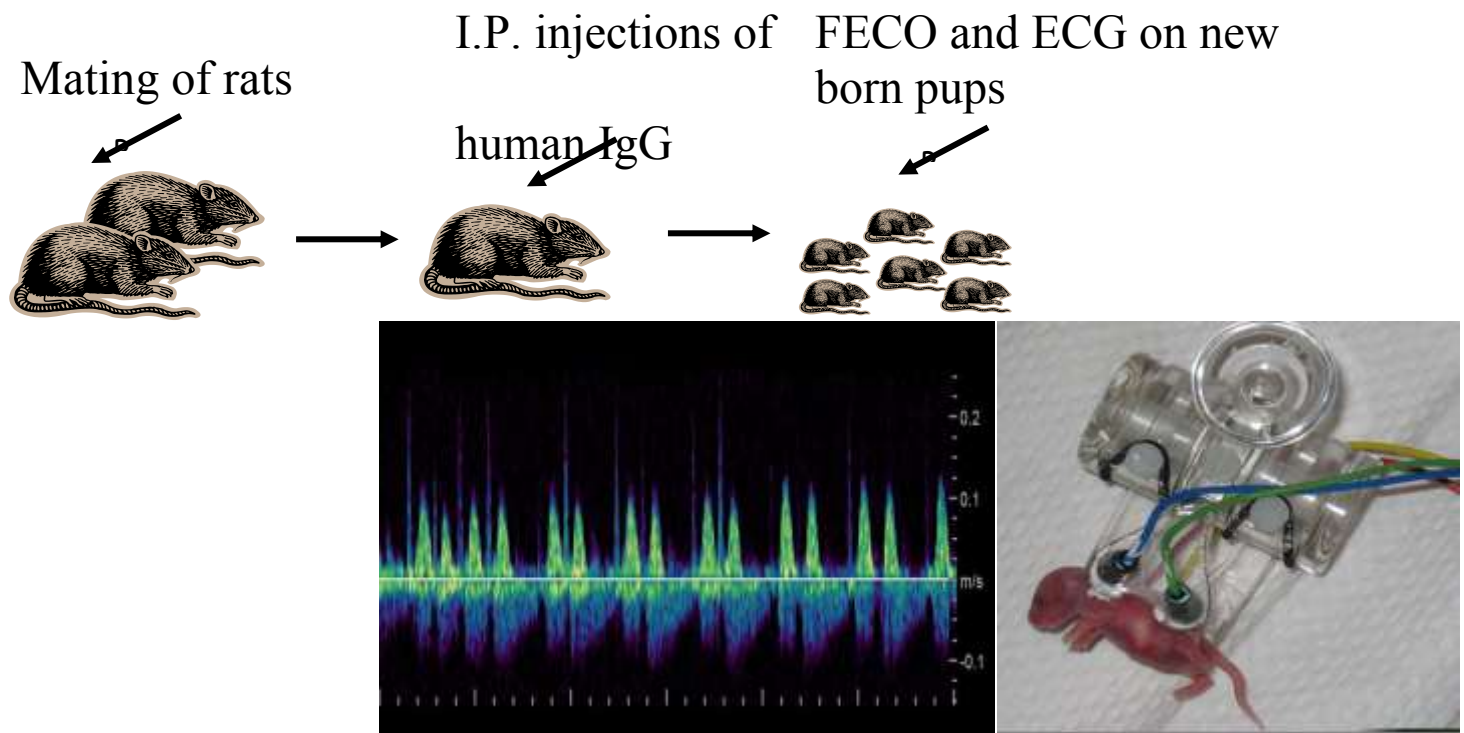 Mating of rats
I.P. injections of
human IgG
FECO and ECG on new
born pups
0.2
0.1
m/s
-0.1